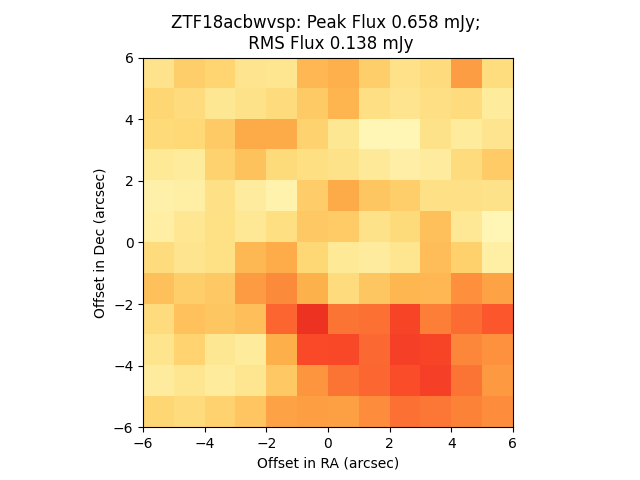 ZTF18acbwvsp: Peak Flux 0.658 mJy;
RMS Flux 0.138 mJy
6
4
2
0
−2
−4
−6
Offset in Dec (arcsec)
−6 −4 −2 0 2 4 6
Offset in RA (arcsec)